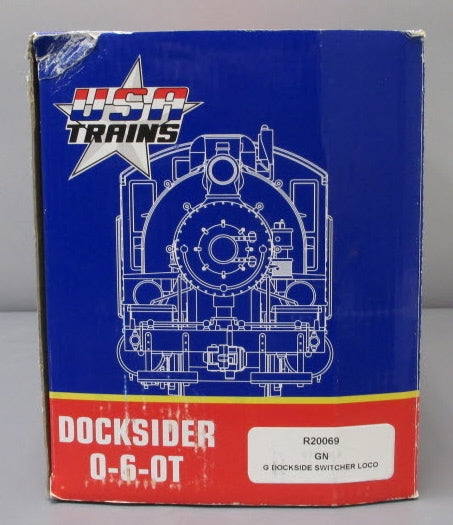 USA
TRAINS
DOCKSIDER
0-6-0T
R20069
GN
G DOCKSIDE SWITCHER LOCO